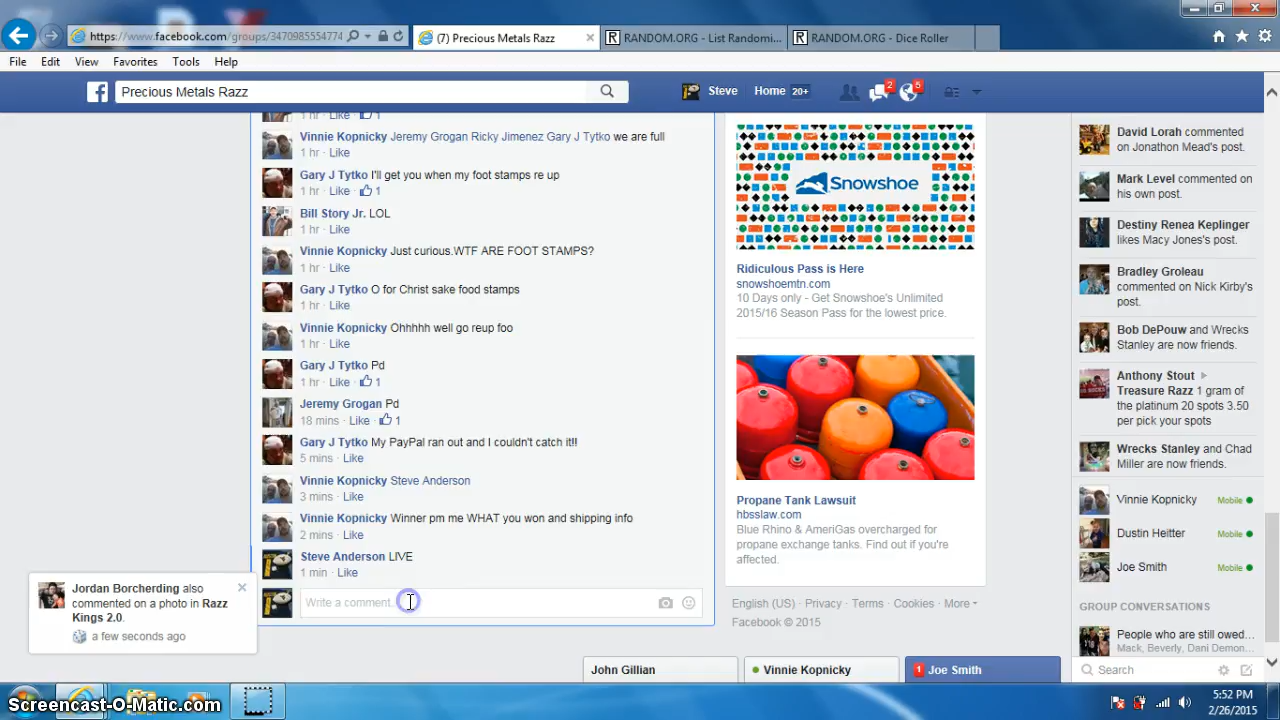 https://www.facebook.com/groups/3470985554774
(7) Precious Metals Razz
RANDOM.ORG - List Randomi...
RANDOM.ORG - Dice Roller
File Edit View Favorites Tools Help
Precious Metals Razz
Steve
Home 20+
2
5
1 hr · Like · 1
Vinnie Kopnicky Jeremy Grogan Ricky Jimenez Gary J Tytko we are full
1 hr · Like
Gary J Tytko I'll get you when my foot stamps re up
1 hr · Like · 1
Bill Story Jr. LOL
1 hr · Like
Vinnie Kopnicky Just curious.WTF ARE FOOT STAMPS?
1 hr · Like
Gary J Tytko O for Christ sake food stamps
1 hr · Like
Vinnie Kopnicky Ohhhhh well go reup foo
1 hr · Like
Gary J Tytko Pd
1 hr · Like · 1
Jeremy Grogan Pd
18 mins · Like · 1
Gary J Tytko My PayPal ran out and I couldn't catch it!!
5 mins · Like
Vinnie Kopnicky Steve Anderson
3 mins · Like
Vinnie Kopnicky Winner pm me WHAT you won and shipping info
2 mins · Like
Steve Anderson LIVE
1 min · Like
Write a comment...
Jordan Borcherding also
commented on a photo in Razz
Kings 2.0.
a few seconds ago
Snowshoe
Ridiculous Pass is Here
snowshoemtn.com
10 Days only - Get Snowshoe's Unlimited
2015/16 Season Pass for the lowest price.
Propane Tank Lawsuit
hbsslaw.com
Blue Rhino & AmeriGas overcharged for
propane exchange tanks. Find out if you're
affected.
English (US) · Privacy · Terms · Cookies · More
Facebook © 2015
David Lorah commented
on Jonathon Mead's post.
Mark Level commented on
his own post.
Destiny Renea Keplinger
likes Macy Jones's post.
Bradley Groleau
commented on Nick Kirby's
post.
Bob DePouw and Wrecks
Stanley are now friends.
Anthony Stout
Treasure Razz 1 gram of
the platinum 20 spots 3.50
per pick your spots
Wrecks Stanley and Chad
Miller are now friends.
Vinnie Kopnicky Mobile
Dustin Heitter Mobile
Joe Smith Mobile
GROUP CONVERSATIONS
People who are still owed...
Mack, Beverly, Dani Demon...
Search
John Gillian
Vinnie Kopnicky
1 Joe Smith
Screencast-O-Matic.com
5:52 PM
2/26/2015